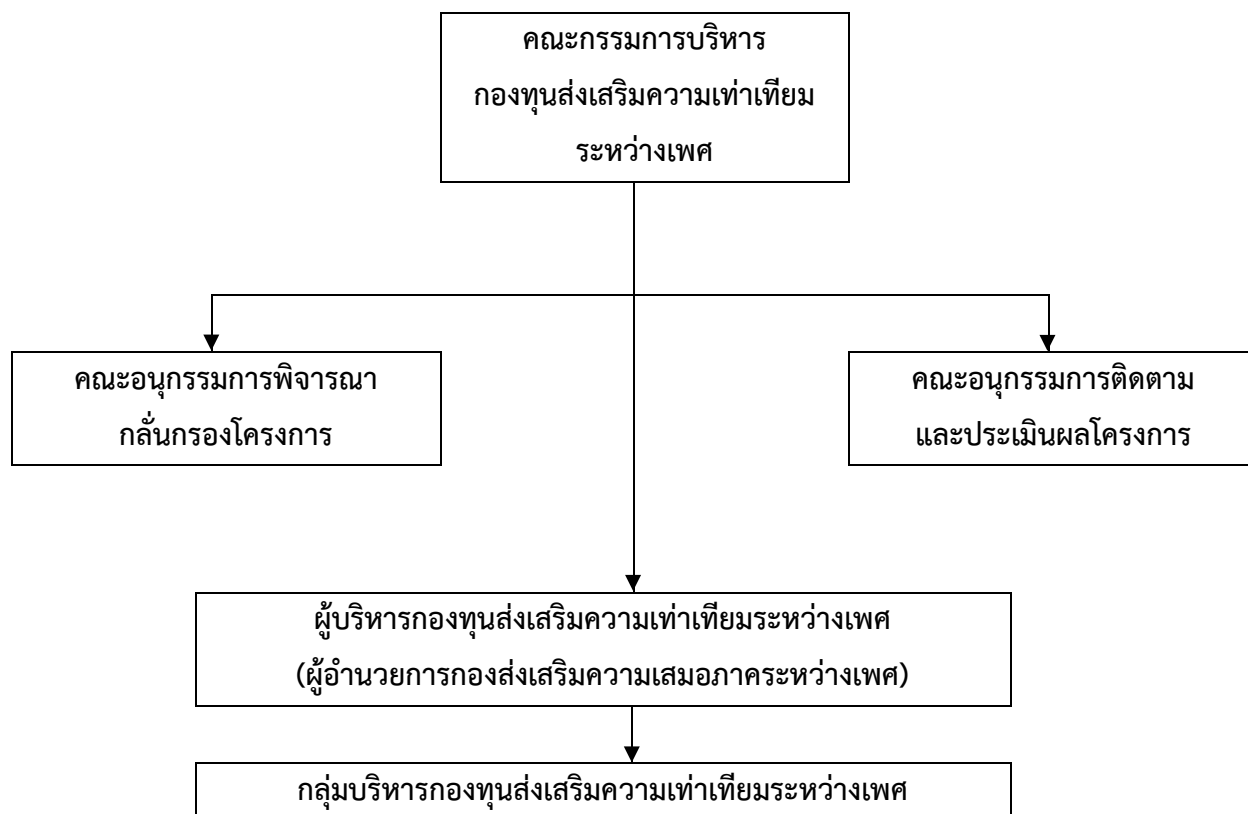 คณะกรรมการบริหาร
กองทุนส่งเสริมความเท่าเทียม
ระหว่างเพศ
คณะอนุกรรมการพิจารณา
กลั่นกรองโครงการ
คณะอนุกรรมการติดตาม
และประเมินผลโครงการ
ผู้บริหารกองทุนส่งเสริมความเท่าเทียมระหว่างเพศ
(ผู้อำนวยการกองส่งเสริมความเสมอภาคระหว่างเพศ)
กลุ่มบริหารกองทุนส่งเสริมความเท่าเทียมระหว่างเพศ